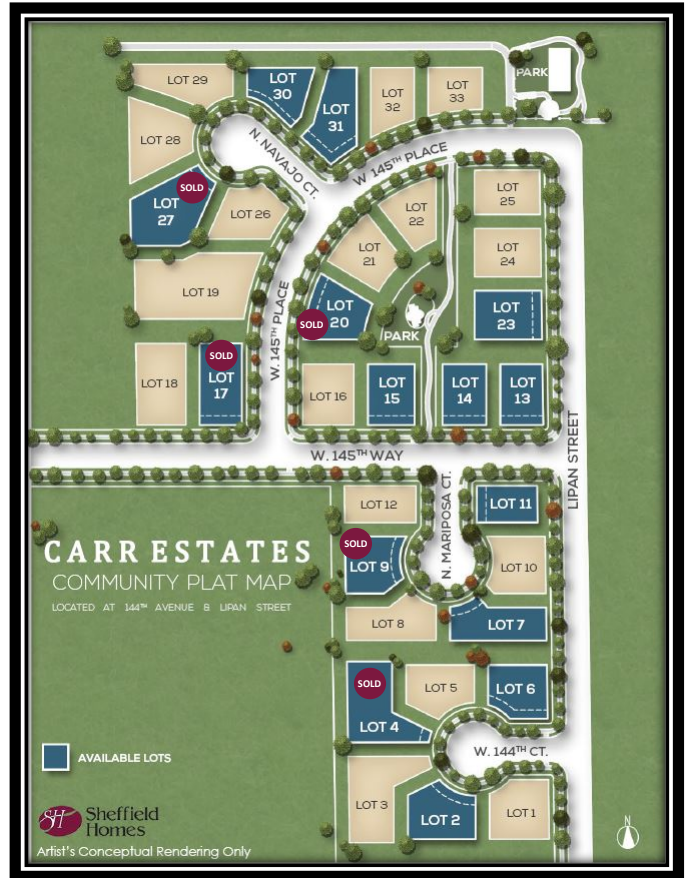 PARK
LOT 29
LOT
30
LOT
31
LOT
32
LOT
33
LOT 28
N. NAVAJO CT.
W. 145TH PLACE
SOLD
LOT
27
LOT 26
LOT
22
LOT
25
LOT
21
LOT
24
LOT 19
W. 145TH PLACE
SOLD
LOT
20
PARK
LOT
23
SOLD
LOT 18
LOT
17
LOT 16
LOT
15
LOT
14
LOT
13
LIPAN STREET
W. 145TH WAY
N. MARIPOSA CT.
LOT 12
LOT 11
SOLD
LOT 9
LOT 10
LOT 8
LOT 7
CARR ESTATES
COMMUNITY PLAT MAP
LOCATED AT 144TH AVENUE & LIPAN STREET
SOLD
LOT 4
LOT 5
LOT 6
W. 144TH CT.
LOT 3
LOT 2
LOT 1
AVAILABLE LOTS
SH Sheffield
Homes
Artist's Conceptual Rendering Only
N